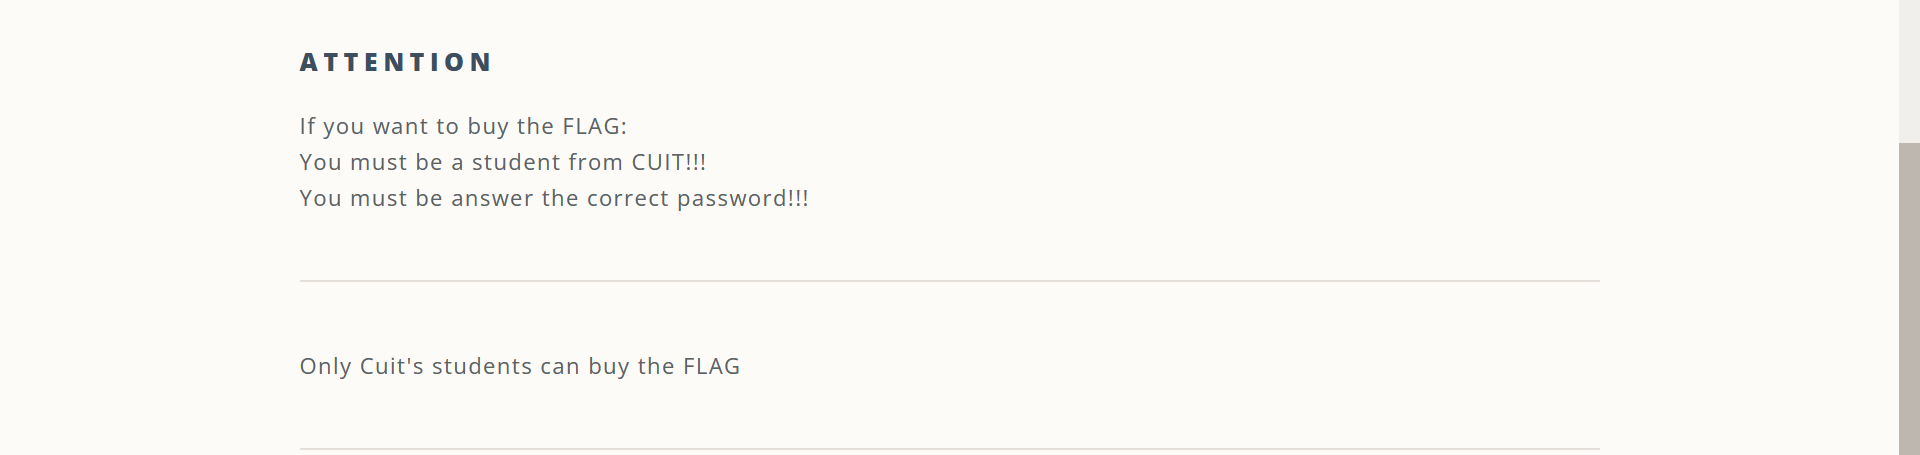 ATTENTION
If you want to buy the FLAG:
You must be a student from CUIT!!!
You must be answer the correct password!!!
Only Cuit's students can buy the FLAG